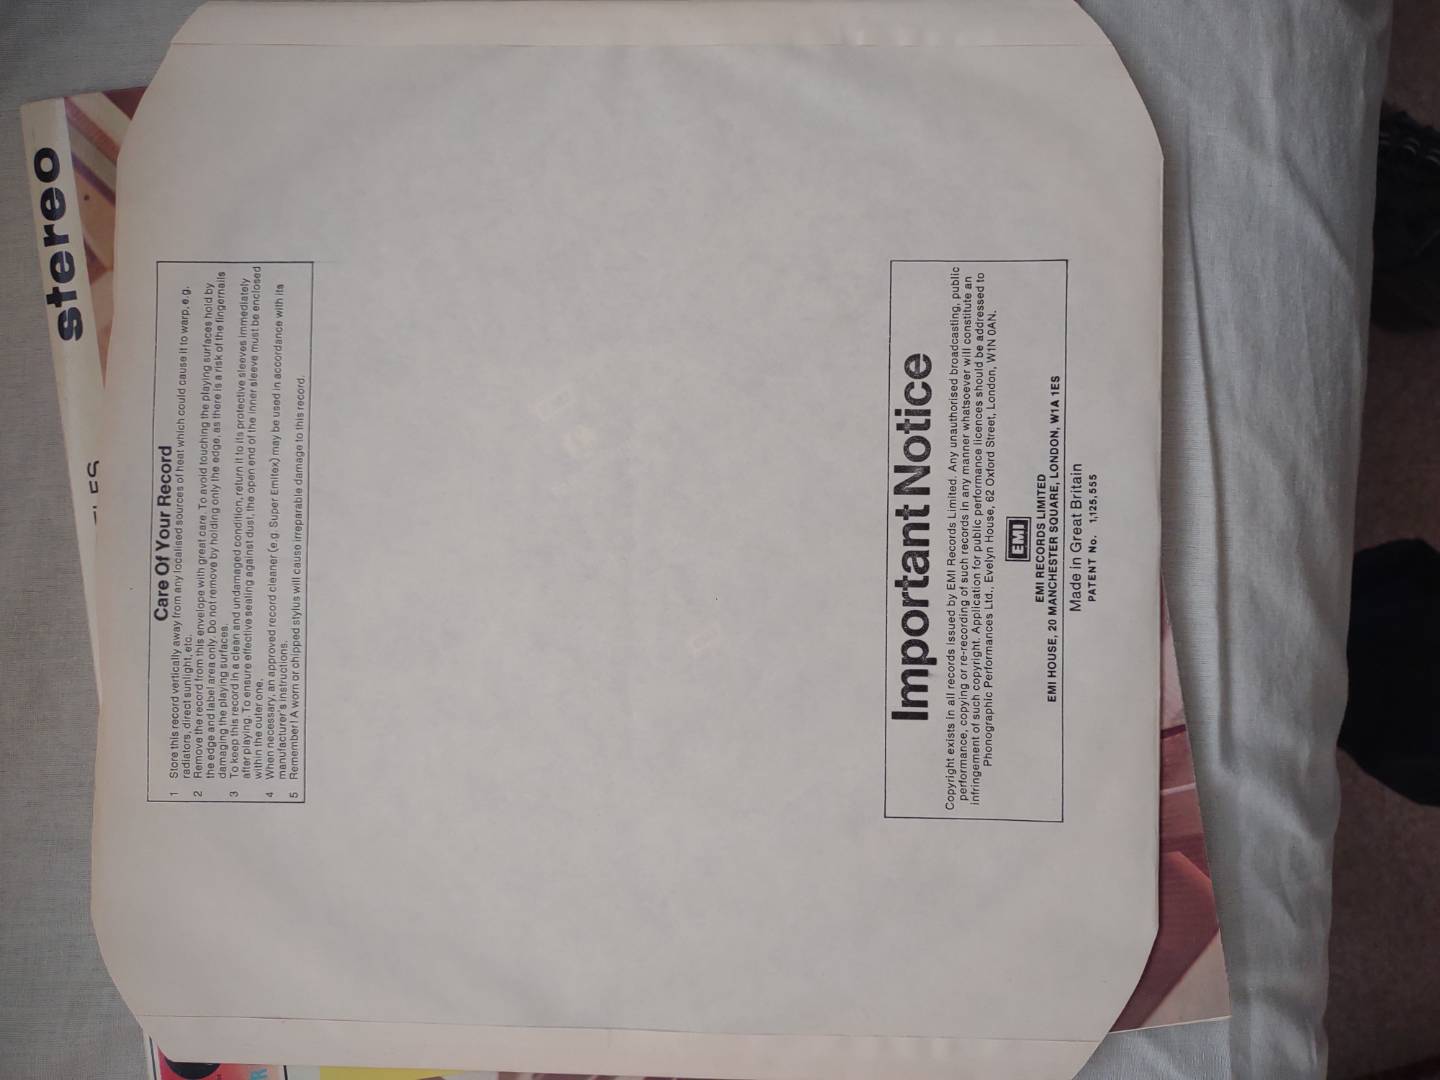 stereo
Care Of Your Record
1 Store this record vertically away from any localised sources of heat which could cause it to warp, e.g.
radiators, direct sunlight, etc.
2 Remove the record from this envelope with great care. To avoid touching the playing surfaces hold by
the edge and label area only. Do not remove by holding only the edge, as there is a risk of the fingernails
damaging the playing surfaces.
3 To keep this record in a clean and undamaged condition, return it to its protective sleeves immediately
after playing. To ensure effective sealing against dust, the open end of the inner sleeve must be enclosed
within the outer one.
4 When necessary, an approved record cleaner (e.g. Super Emitex) may be used in accordance with its
manufacturer's instructions.
5 Remember! A worn or chipped stylus will cause irreparable damage to this record.
Important Notice
Copyright exists in all records issued by EMI Records Limited. Any unauthorised broadcasting, public
performance, copying or re-recording of such records in any manner whatsoever will constitute an
infringement of such copyright. Application for public performance licences should be addressed to
Phonographic Performances Ltd., Evelyn House, 62 Oxford Street, London, W1N 0AN.
EMI
EMI RECORDS LIMITED
EMI HOUSE, 20 MANCHESTER SQUARE, LONDON, W1A 1ES
Made in Great Britain
PATENT No. 1,125,555